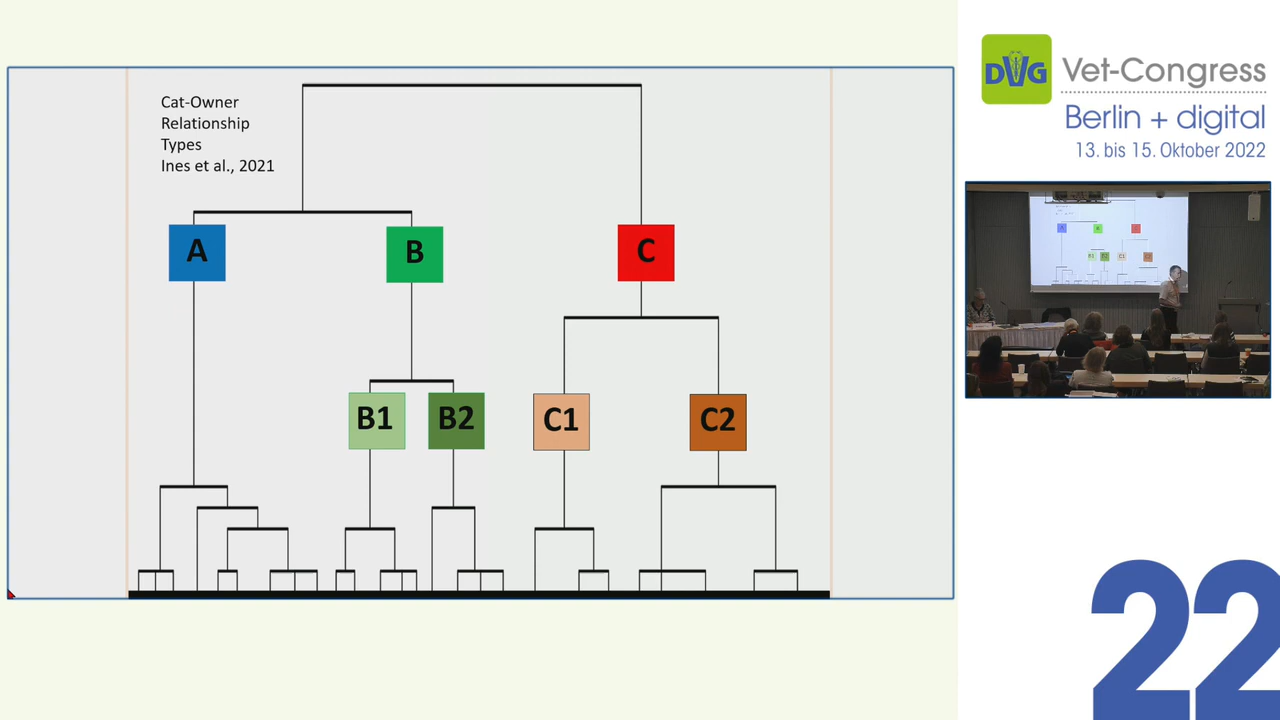 Cat-Owner
Relationship
Types
Ines et al., 2021
A
B
C
B1
B2
C1
C2
DVG
Vet-Congress
Berlin + digital
13. bis 15. Oktober 2022
22